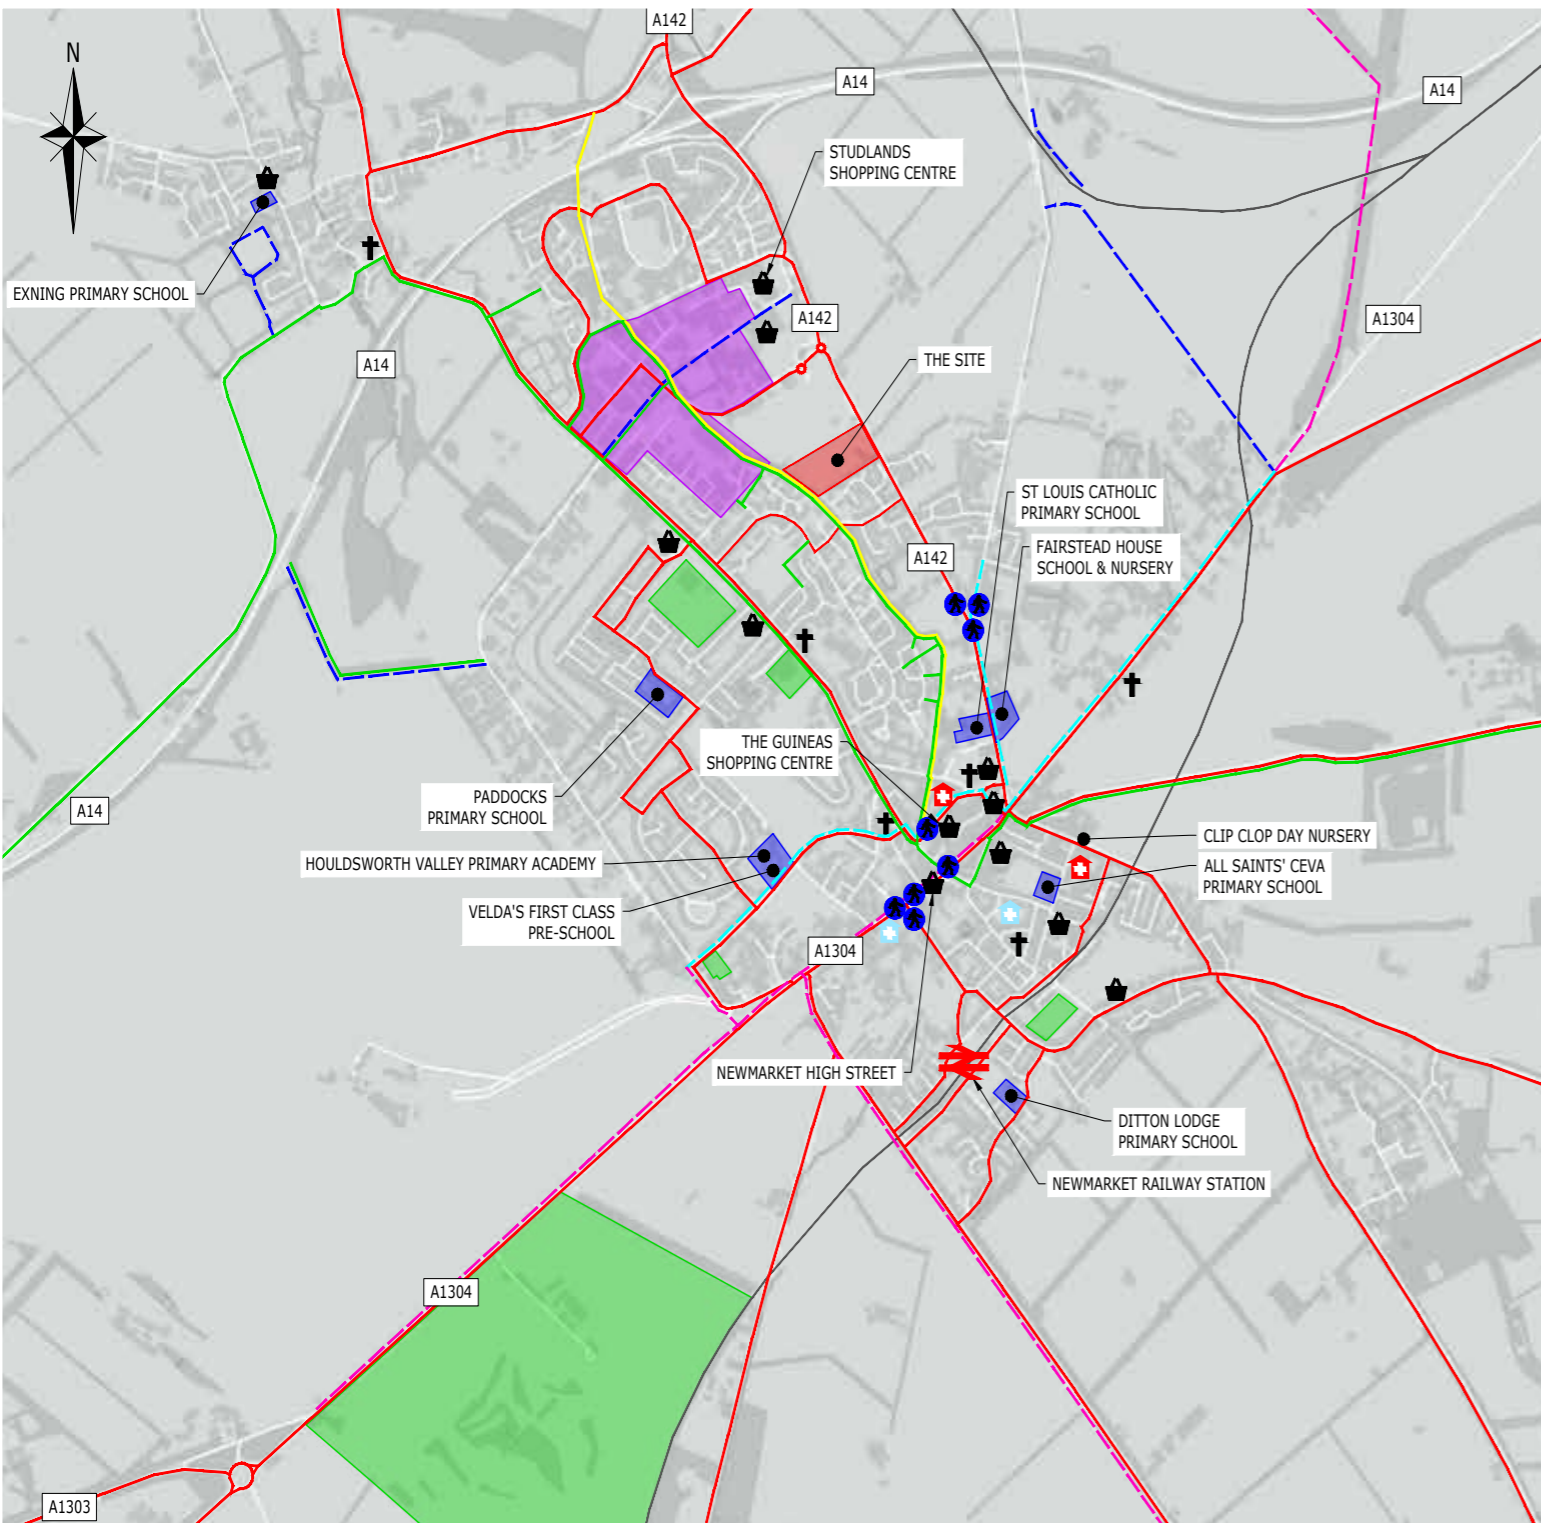 A142
N
A14
A14
STUDLANDS
SHOPPING CENTRE
EXNING PRIMARY SCHOOL
A142
A1304
A14
THE SITE
ST LOUIS CATHOLIC
PRIMARY SCHOOL
FAIRSTEAD HOUSE
SCHOOL & NURSERY
A142
THE GUINEAS
SHOPPING CENTRE
PADDOCKS
PRIMARY SCHOOL
A14
CLIP CLOP DAY NURSERY
HOULDSWORTH VALLEY PRIMARY ACADEMY
ALL SAINTS' CEVA
PRIMARY SCHOOL
VELDA'S FIRST CLASS
PRE-SCHOOL
A1304
NEWMARKET HIGH STREET
DITTON LODGE
PRIMARY SCHOOL
NEWMARKET RAILWAY STATION
A1304
A1303